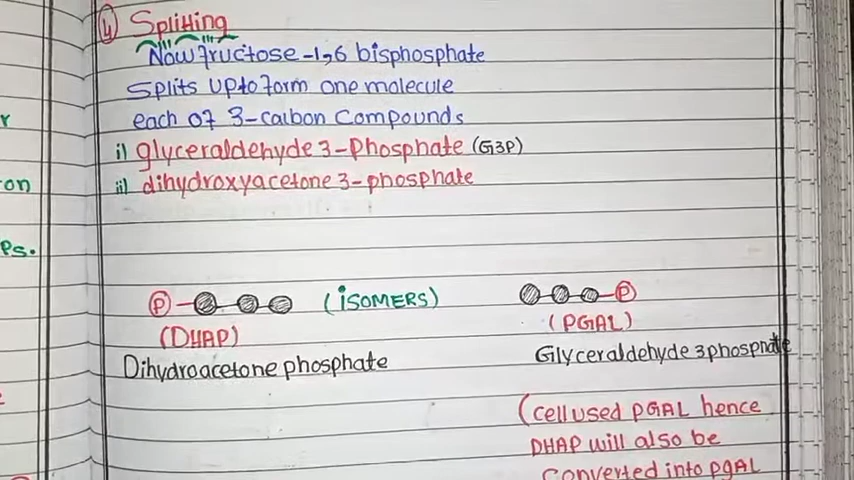 4 Splitting
Now fructose-1,6 bisphosphate
Splits up to form one molecule
each of 3-carbon compounds
i) glyceraldehyde 3-phosphate (G3P)
ii) dihydroxyacetone 3-phosphate
r
on
Ps.
P (ISOMERS) P
(DHAP) (PGAL)
Dihydroacetone phosphate Glyceraldehyde 3 phosphate
(cell used PGAL hence
DHAP will also be
converted into PGAL